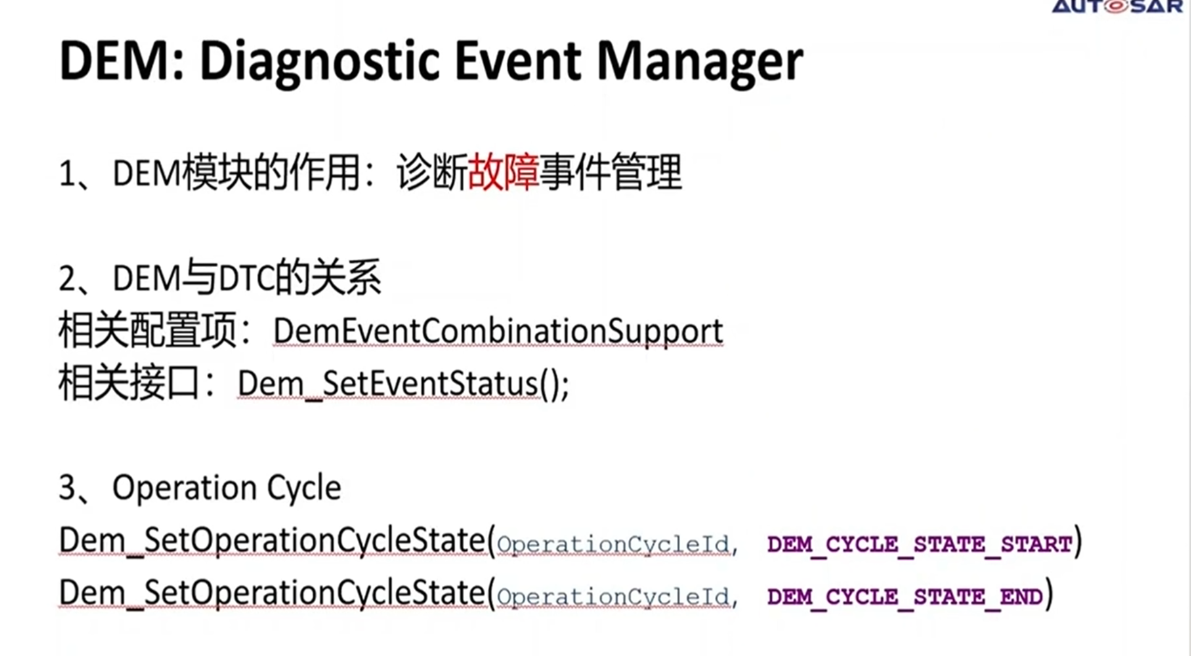 AUTOSAR
DEM: Diagnostic Event Manager
1、DEM模块的作用：诊断故障事件管理
2、DEM与DTC的关系
相关配置项：DemEventCombinationSupport
相关接口：Dem_SetEventStatus();
3、Operation Cycle
Dem_SetOperationCycleState(OperationCycleId, DEM_CYCLE_STATE_START)
Dem_SetOperationCycleState(OperationCycleId, DEM_CYCLE_STATE_END)